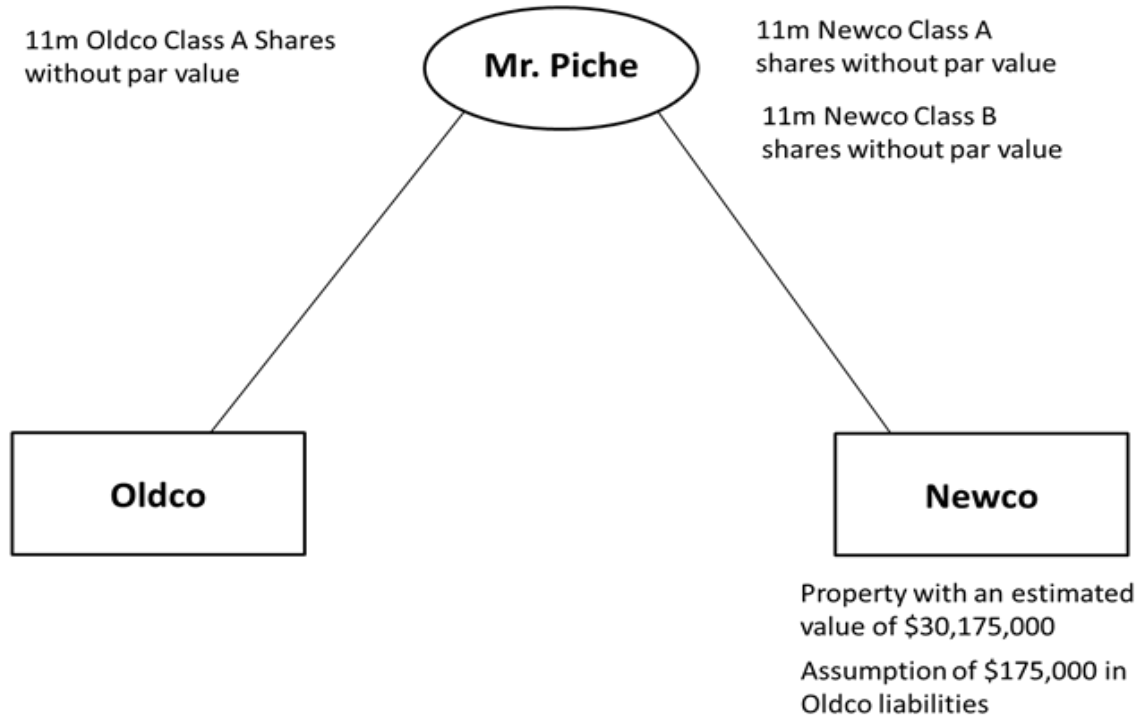 11m Oldco Class A Shares
without par value
Mr. Piche
11m Newco Class A
shares without par value
11m Newco Class B
shares without par value
Oldco
Newco
Property with an estimated
value of $30,175,000
Assumption of $175,000 in
Oldco liabilities